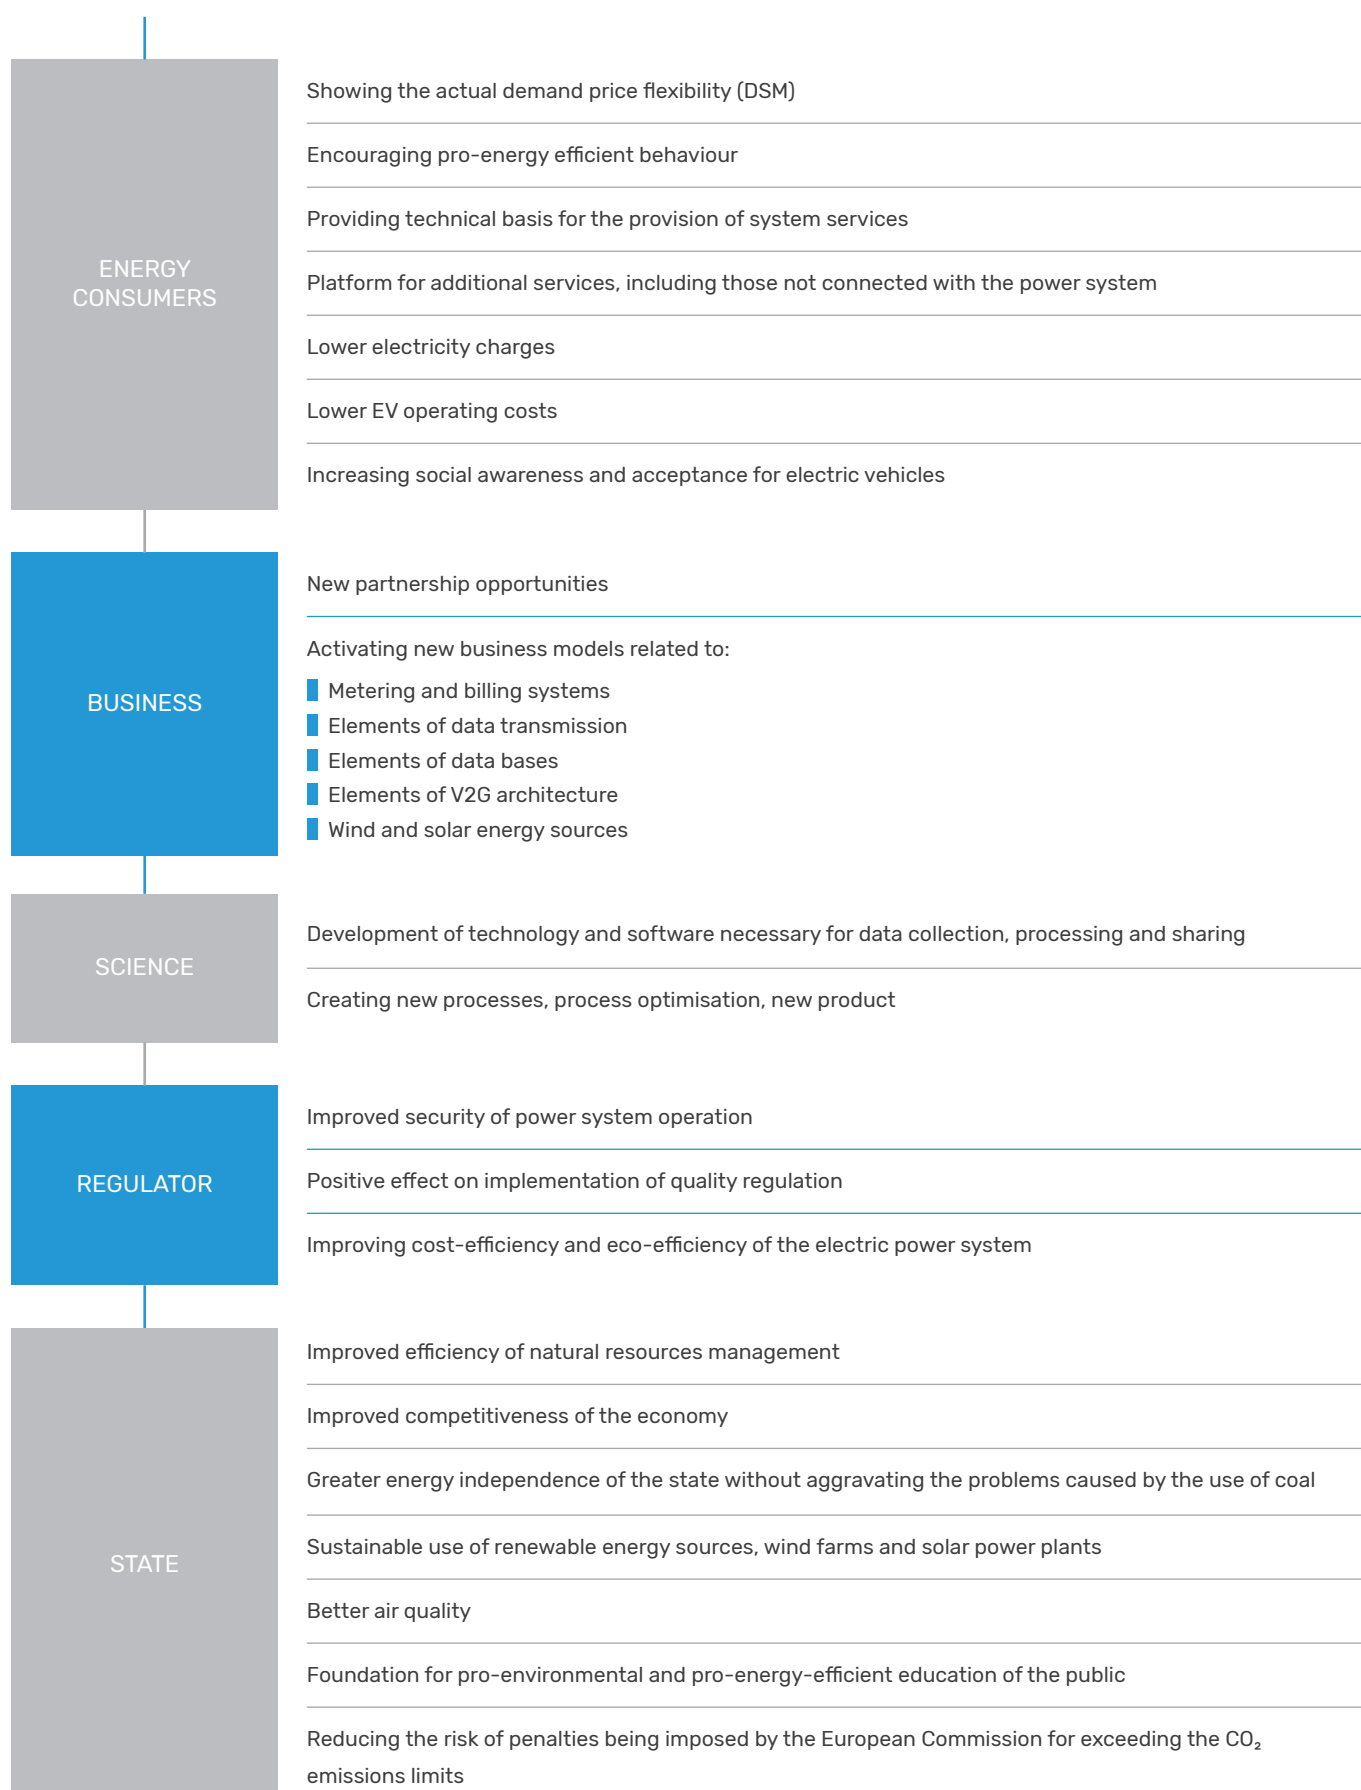 ENERGY
CONSUMERS
Showing the actual demand price flexibility (DSM)
Encouraging pro-energy efficient behaviour
Providing technical basis for the provision of system services
Platform for additional services, including those not connected with the power system
Lower electricity charges
Lower EV operating costs
Increasing social awareness and acceptance for electric vehicles
BUSINESS
New partnership opportunities
Activating new business models related to:
Metering and billing systems
Elements of data transmission
Elements of data bases
Elements of V2G architecture
Wind and solar energy sources
SCIENCE
Development of technology and software necessary for data collection, processing and sharing
Creating new processes, process optimisation, new product
REGULATOR
Improved security of power system operation
Positive effect on implementation of quality regulation
Improving cost-efficiency and eco-efficiency of the electric power system
STATE
Improved efficiency of natural resources management
Improved competitiveness of the economy
Greater energy independence of the state without aggravating the problems caused by the use of coal
Sustainable use of renewable energy sources, wind farms and solar power plants
Better air quality
Foundation for pro-environmental and pro-energy-efficient education of the public
Reducing the risk of penalties being imposed by the European Commission for exceeding the CO₂
emissions limits